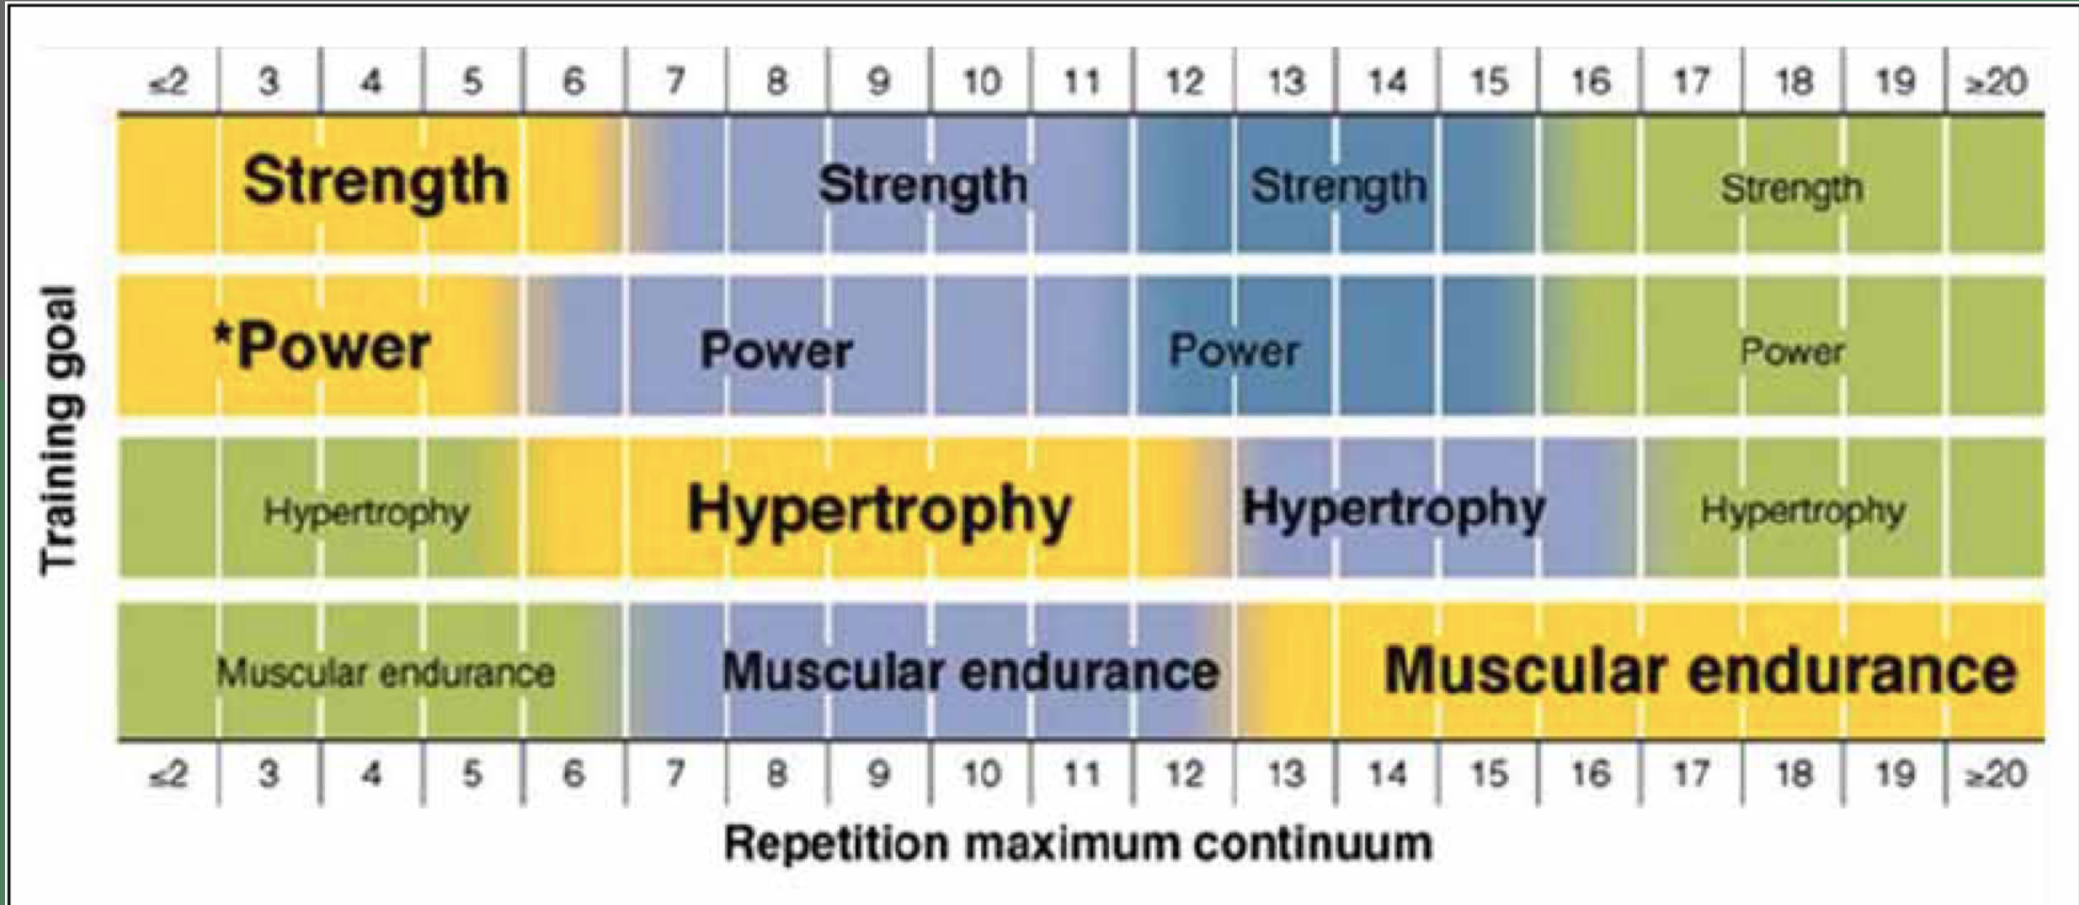 ≤2 3 4 5 6 7 8 9 10 11 12 13 14 15 16 17 18 19 ≥20
Strength Strength Strength Strength
*Power Power Power Power
Training goal
Hypertrophy Hypertrophy Hypertrophy Hypertrophy
Muscular endurance Muscular endurance Muscular endurance
≤2 3 4 5 6 7 8 9 10 11 12 13 14 15 16 17 18 19 ≥20
Repetition maximum continuum